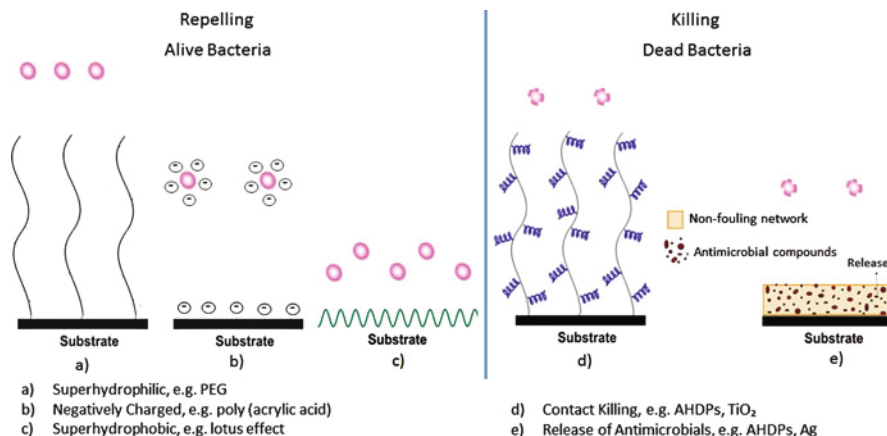 Repelling
Alive Bacteria
Killing
Dead Bacteria
Non-fouling network
Antimicrobial compounds
Release
Substrate
a)
Substrate
b)
Substrate
c)
Substrate
d)
Substrate
e)
a) Superhydrophilic, e.g. PEG
b) Negatively Charged, e.g. poly (acrylic acid)
c) Superhydrophobic, e.g. lotus effect
d) Contact Killing, e.g. AHDPs, TiO₂
e) Release of Antimicrobials, e.g. AHDPs, Ag